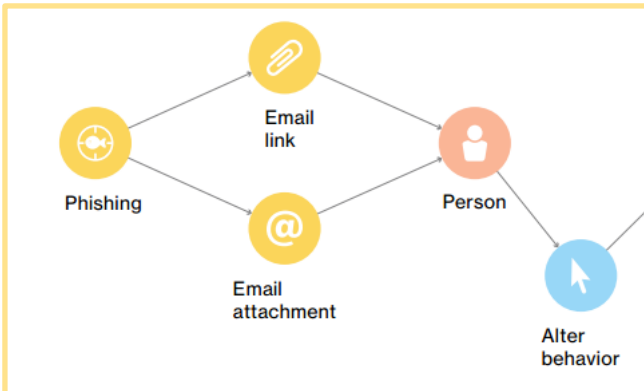 Email
link
Phishing
Person
@
Email
attachment
Alter
behavior